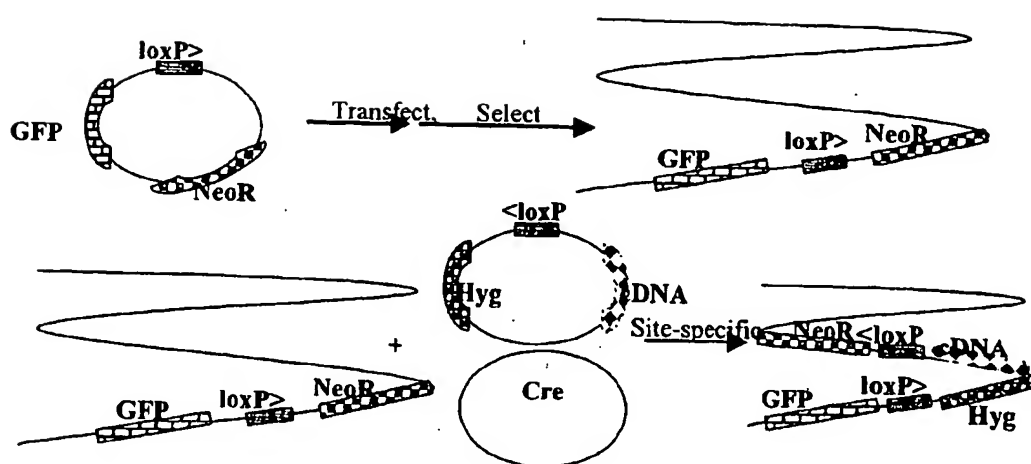 loxP>
GFP
NeoR
Transfect, Select
GFP
loxP>
NeoR
<loxP
Hyg
DNA
Cre
+
GFP
loxP>
NeoR
Site-specific
NeoR<loxP
cDNA
GFP
loxP>
Hyg